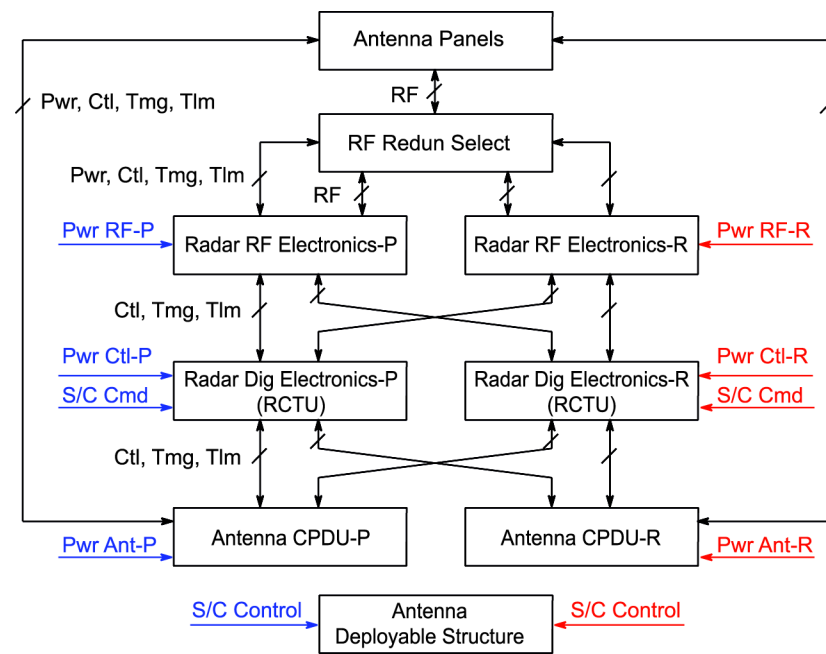 Antenna Panels
Pwr, Ctl, Tmg, Tlm
RF
RF Redun Select
Pwr, Ctl, Tmg, Tlm
RF
Pwr RF-P
Radar RF Electronics-P
Radar RF Electronics-R
Pwr RF-R
Ctl, Tmg, Tlm
Pwr Ctl-P
S/C Cmd
Radar Dig Electronics-P
(RCTU)
Radar Dig Electronics-R
(RCTU)
Pwr Ctl-R
S/C Cmd
Ctl, Tmg, Tlm
Pwr Ant-P
Antenna CPDU-P
Antenna CPDU-R
Pwr Ant-R
S/C Control
Antenna
Deployable Structure
S/C Control